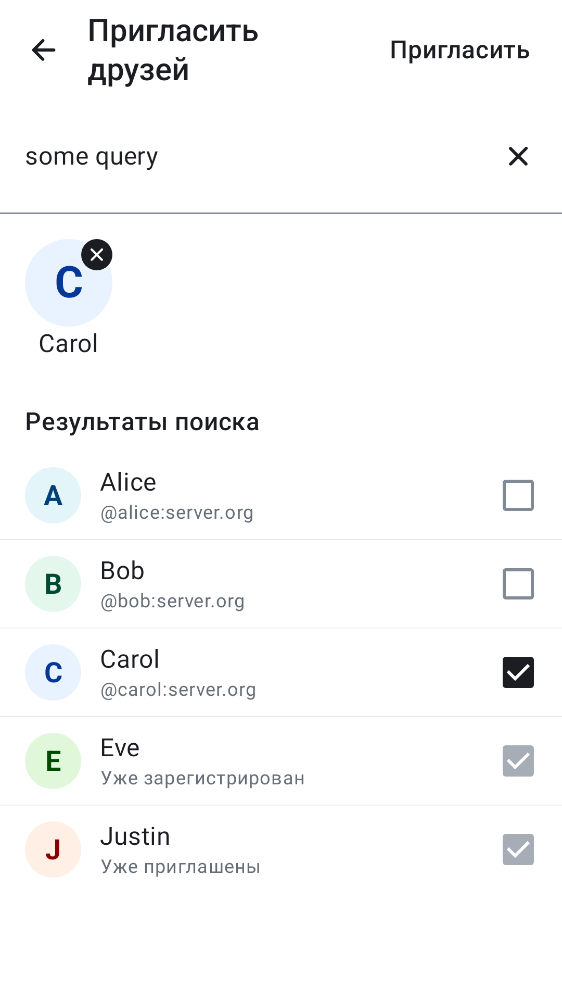 Пригласить
друзей
Пригласить
some query
C
Carol
Результаты поиска
A
Alice
@alice:server.org
B
Bob
@bob:server.org
C
Carol
@carol:server.org
E
Eve
Уже зарегистрирован
J
Justin
Уже приглашены